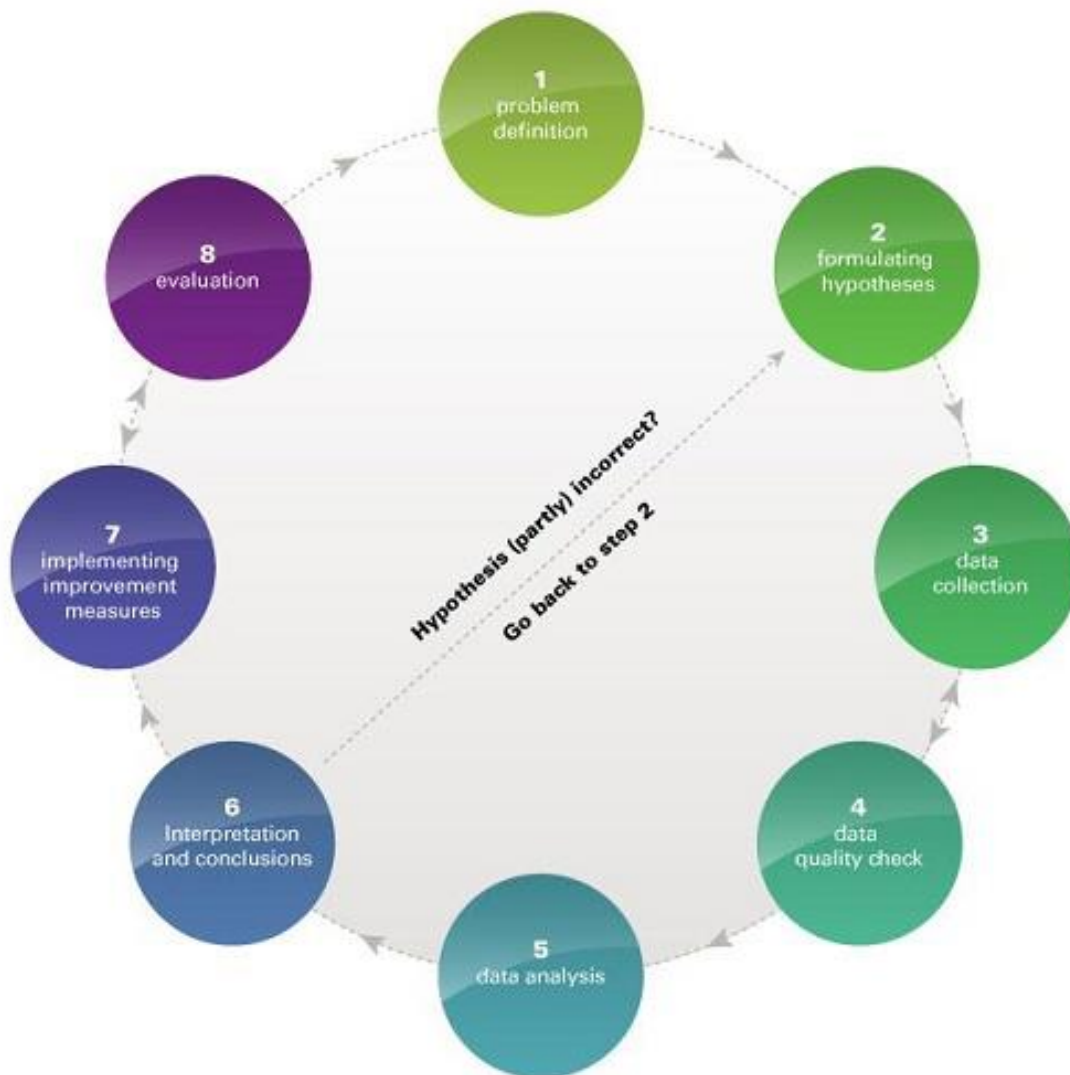 1
problem
definition
2
formulating
hypotheses
3
data
collection
4
data
quality check
5
data analysis
6
Interpretation
and conclusions
7
implementing
improvement
measures
8
evaluation
Hypothesis (partly) incorrect?
Go back to step 2